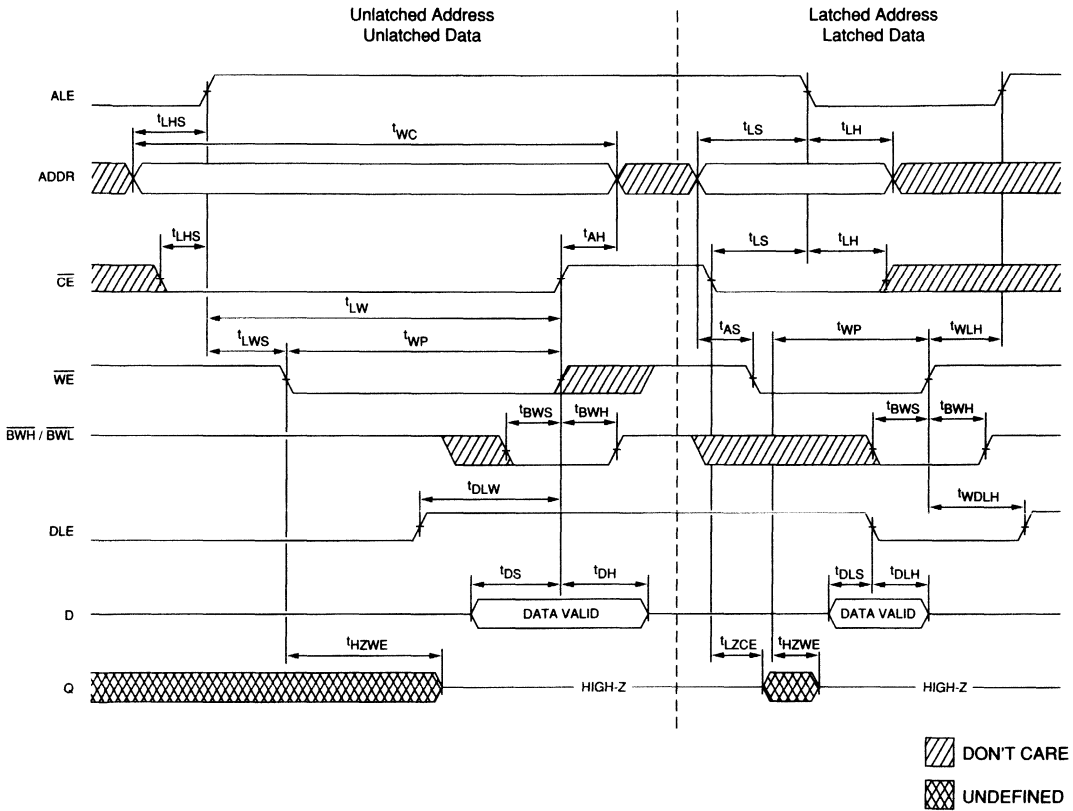 Unlatched Address
Unlatched Data
Latched Address
Latched Data
ALE
tLHS
tWC
tLS
tLH
ADDR
tLHS
tAH
tLS
tLH
CE
tLW
tAS
tWP
tWLH
tLWS
tWP
WE
tBWS
tBWH
tBWS
tBWH
BWH / BWL
tDLW
tWDLH
DLE
tDS
tDH
tDLS
tDLH
D
DATA VALID
DATA VALID
tHZWE
tLZCE
tHZWE
Q
HIGH-Z
HIGH-Z
DON'T CARE
UNDEFINED